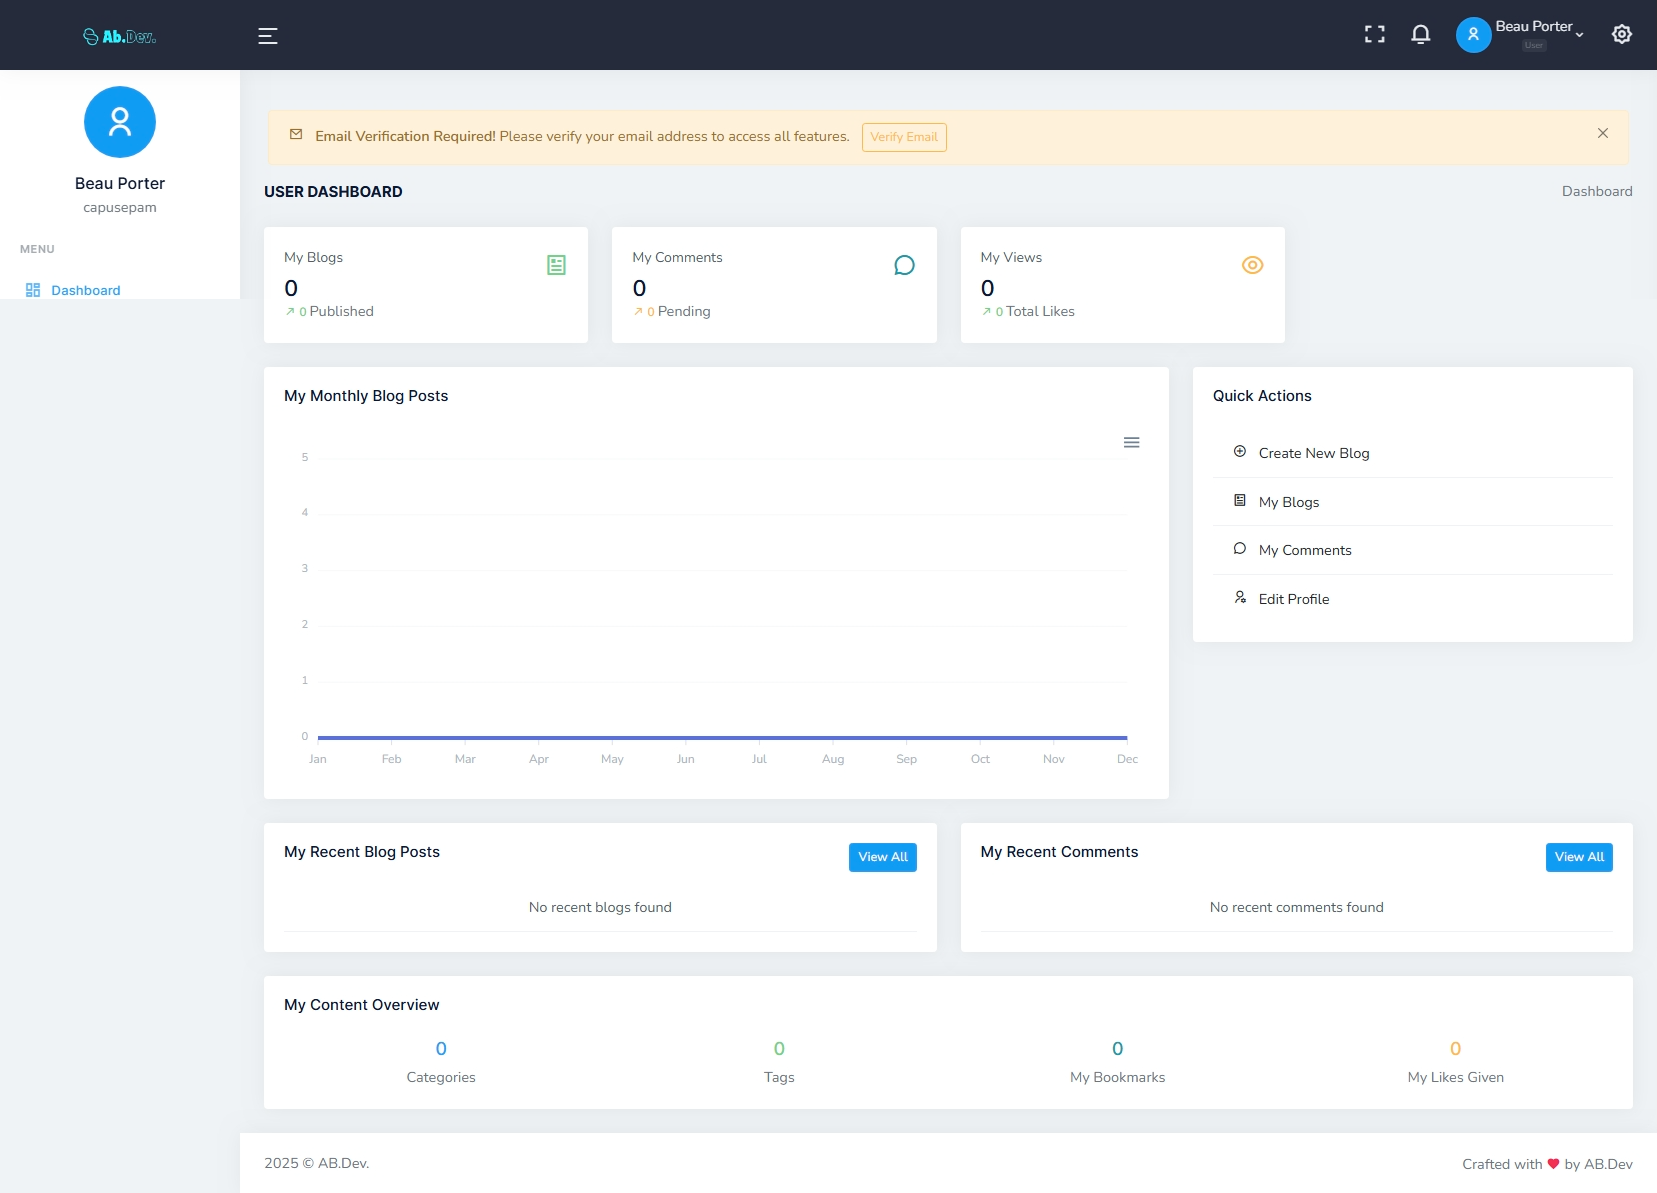 Ab.Dev.
Beau Porter
User
Beau Porter
capusepam
MENU
Dashboard
Email Verification Required! Please verify your email address to access all features. Verify Email
USER DASHBOARD
Dashboard
My Blogs
0
0 Published
My Comments
0
0 Pending
My Views
0
0 Total Likes
My Monthly Blog Posts
5
4
3
2
1
0
Jan Feb Mar Apr May Jun Jul Aug Sep Oct Nov Dec
Quick Actions
Create New Blog
My Blogs
My Comments
Edit Profile
My Recent Blog Posts
View All
No recent blogs found
My Recent Comments
View All
No recent comments found
My Content Overview
0
Categories
0
Tags
0
My Bookmarks
0
My Likes Given
2025 © AB.Dev.
Crafted with ❤ by AB.Dev